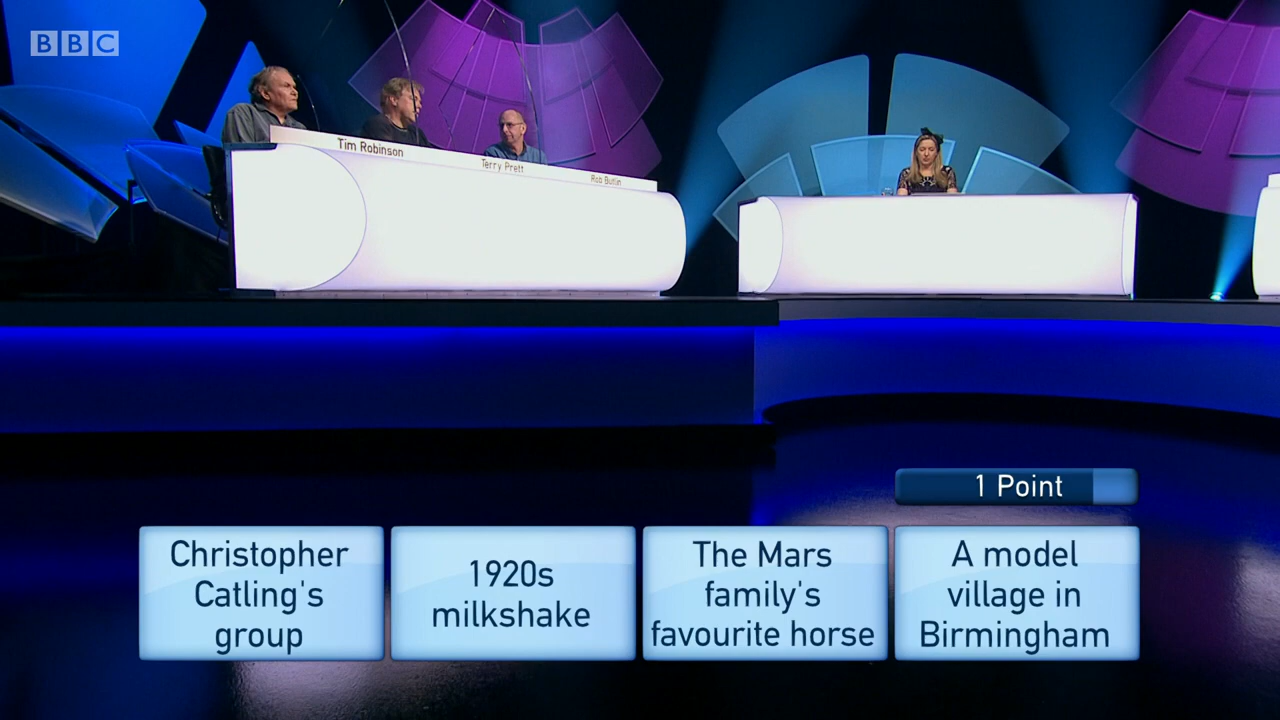 BBC
Tim Robinson
Terry Prett
Rob Butlin
1 Point
Christopher
Catling's
group
1920s
milkshake
The Mars
family's
favourite horse
A model
village in
Birmingham